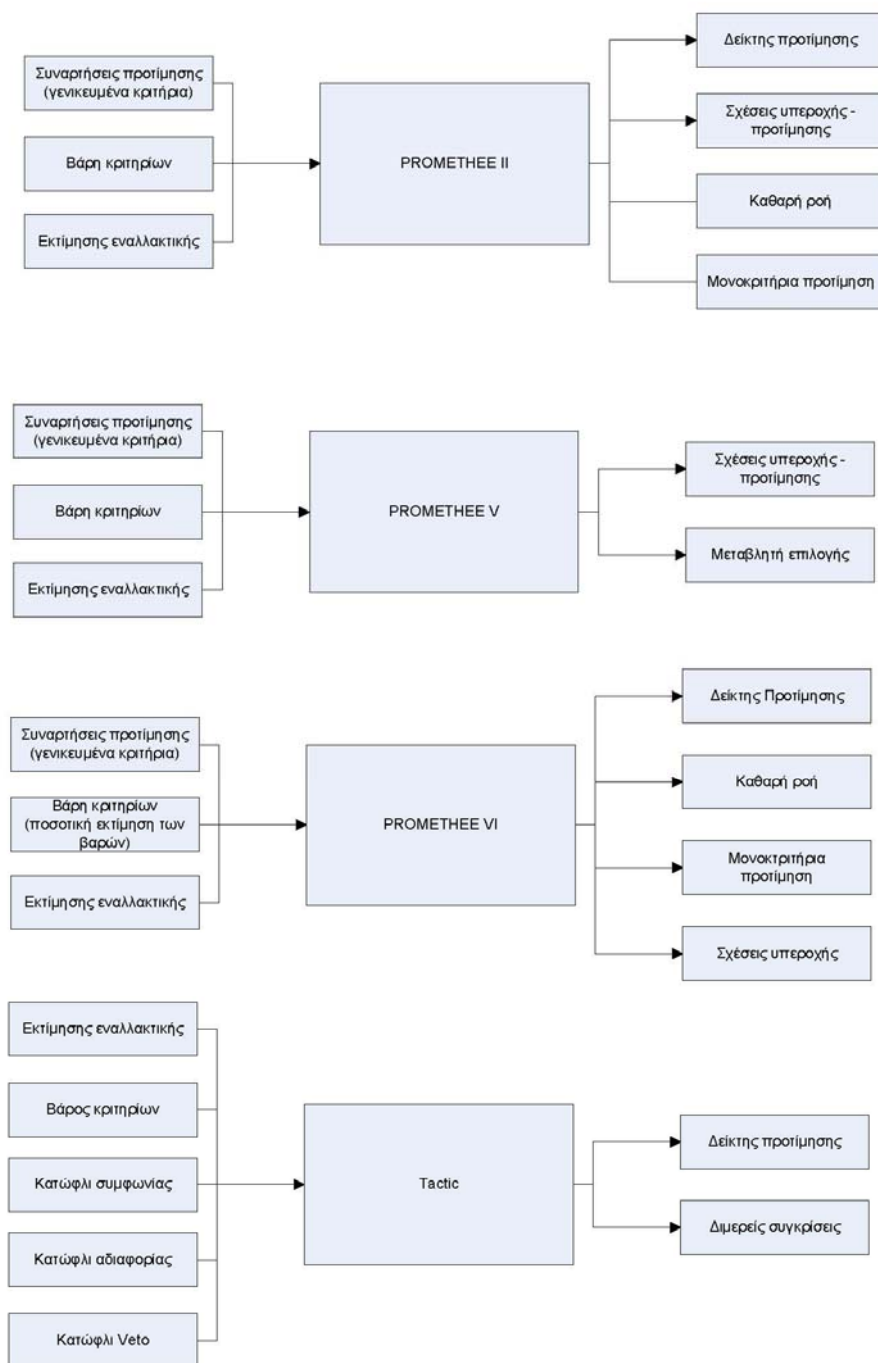 Συναρτήσεις προτίμησης
(γενικευμένα κριτήρια)
Βάρη κριτηρίων
Εκτίμησης εναλλακτικής
PROMETHEE II
Δείκτης προτίμησης
Σχέσεις υπεροχής -
προτίμησης
Καθαρή ροή
Μονοκριτήρια προτίμηση
Συναρτήσεις προτίμησης
(γενικευμένα κριτήρια)
Βάρη κριτηρίων
Εκτίμησης εναλλακτικής
PROMETHEE V
Σχέσεις υπεροχής -
προτίμησης
Μεταβλητή επιλογής
Συναρτήσεις προτίμησης
(γενικευμένα κριτήρια)
Βάρη κριτηρίων
(ποσοτική εκτίμηση των
βαρών)
Εκτίμησης εναλλακτικής
PROMETHEE VI
Δείκτης Προτίμησης
Καθαρή ροή
Μονοκτριτήρια
προτίμηση
Σχέσεις υπεροχής
Εκτίμησης εναλλακτικής
Βάρος κριτηρίων
Κατώφλι συμφωνίας
Κατώφλι αδιαφορίας
Κατώφλι Veto
Tactic
Δείκτης προτίμησης
Διμερείς συγκρίσεις